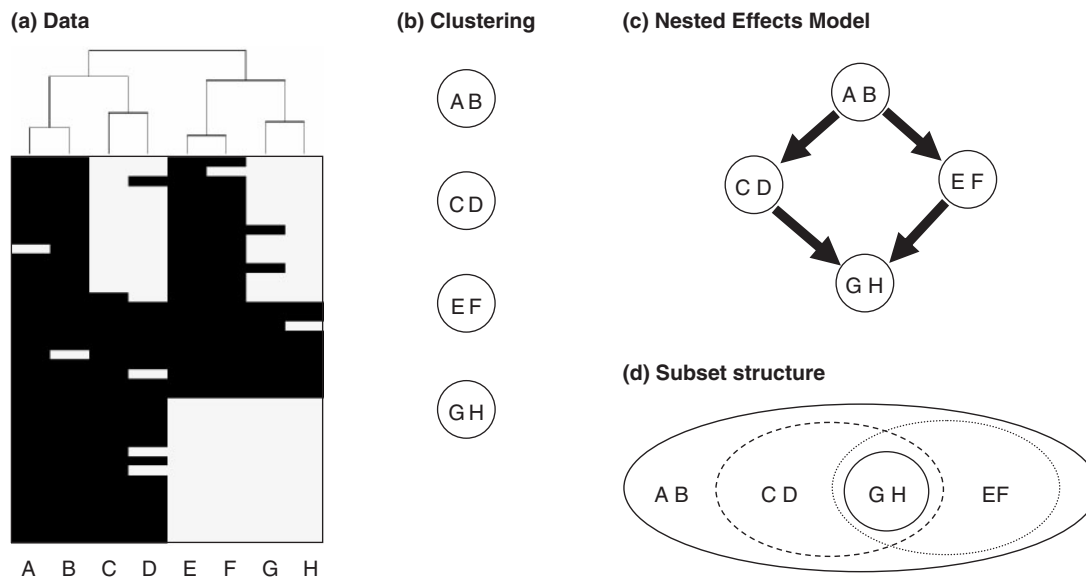 (a) Data
A B C D E F G H
(b) Clustering
A B
C D
E F
G H
(c) Nested Effects Model
A B
C D
E F
G H
(d) Subset structure
A B
C D
G H
EF